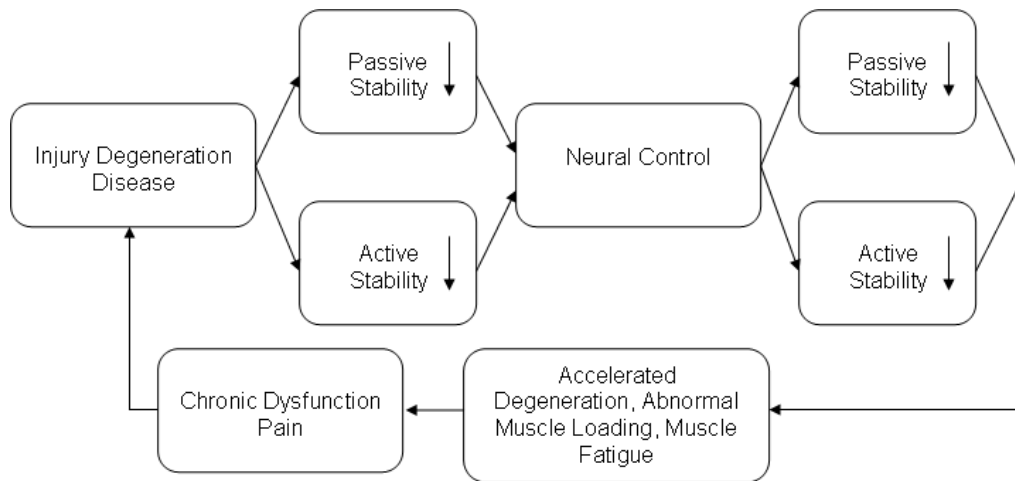 Passive
Stability
Passive
Stability
Injury Degeneration
Disease
Neural Control
Active
Stability
Active
Stability
Chronic Dysfunction
Pain
Accelerated
Degeneration, Abnormal
Muscle Loading, Muscle
Fatigue